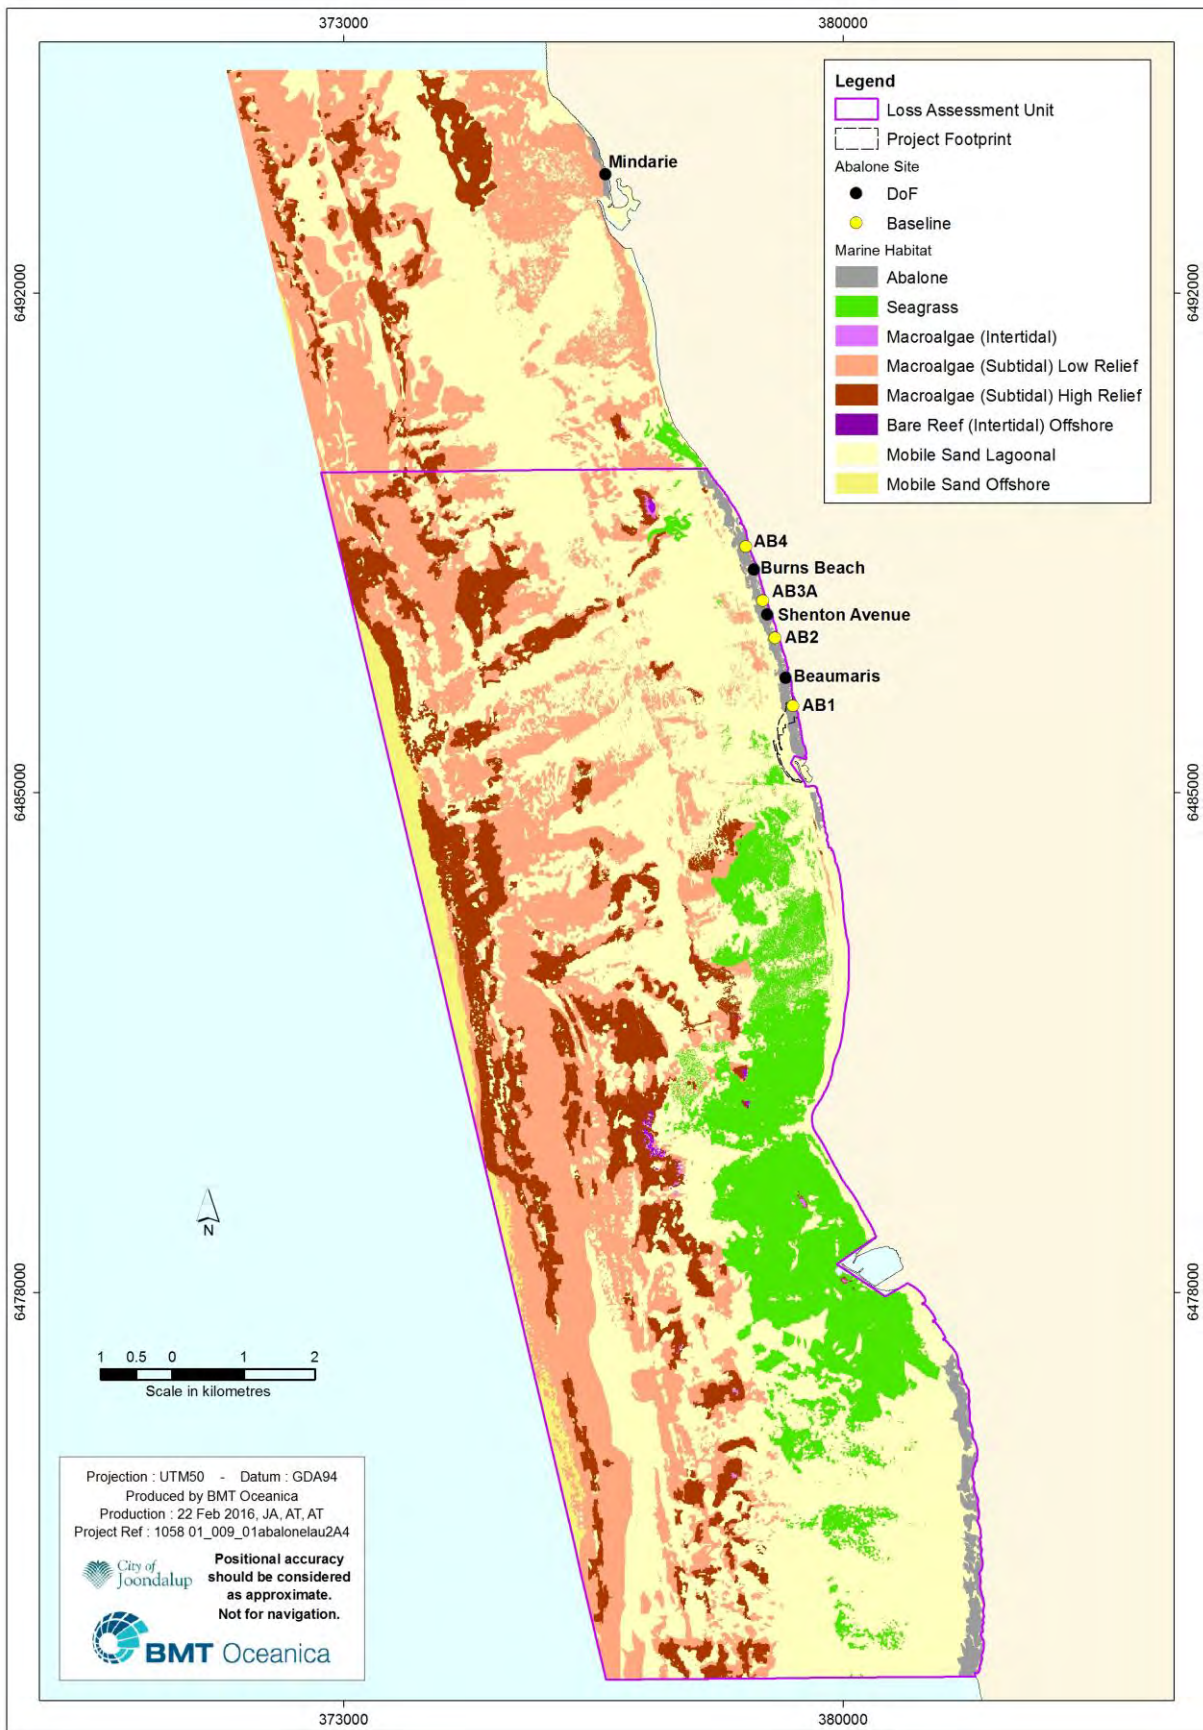 373000
380000
Legend
Loss Assessment Unit
Project Footprint
Abalone Site
DoF
Baseline
Marine Habitat
Abalone
Seagrass
Macroalgae (Intertidal)
Macroalgae (Subtidal) Low Relief
Macroalgae (Subtidal) High Relief
Bare Reef (Intertidal) Offshore
Mobile Sand Lagoonal
Mobile Sand Offshore
Mindarie
6492000
6492000
AB4
Burns Beach
AB3A
Shenton Avenue
AB2
Beaumaris
AB1
6485000
6485000
N
6478000
6478000
1 0.5 0 1 2
Scale in kilometres
Projection : UTM50 - Datum : GDA94
Produced by BMT Oceanica
Production : 22 Feb 2016, JA, AT, AT
Project Ref : 1058 01_009_01abalonelau2A4
City of
Joondalup
Positional accuracy
should be considered
as approximate.
Not for navigation.
BMT Oceanica
373000
380000